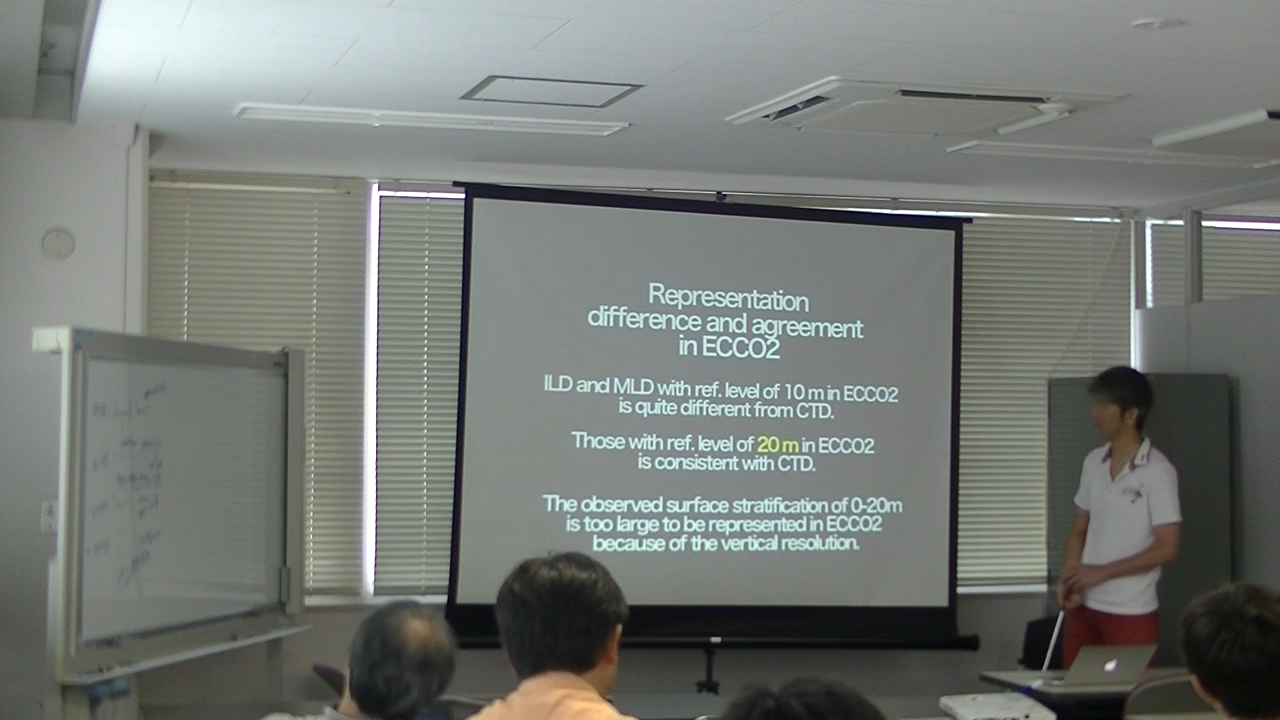 Representation
difference and agreement
in ECCO2
ILD and MLD with ref. level of 10 m in ECCO2
is quite different from CTD.
Those with ref. level of 20 m in ECCO2
is consistent with CTD.
The observed surface stratification of 0-20m
is too large to be represented in ECCO2
because of the vertical resolution.